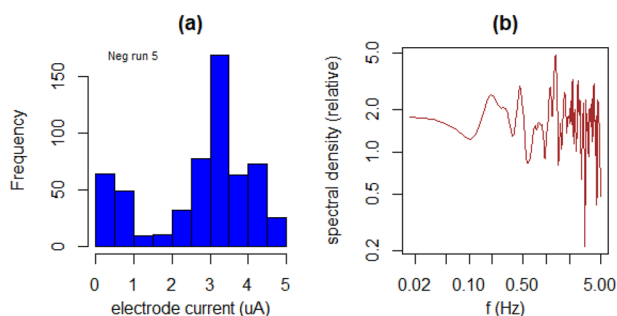 (a)
Neg run 5
Frequency
150
100
50
0
0 1 2 3 4 5
electrode current (uA)
(b)
spectral density (relative)
5.0
2.0
1.0
0.5
0.2
0.02 0.10 0.50 5.00
f (Hz)